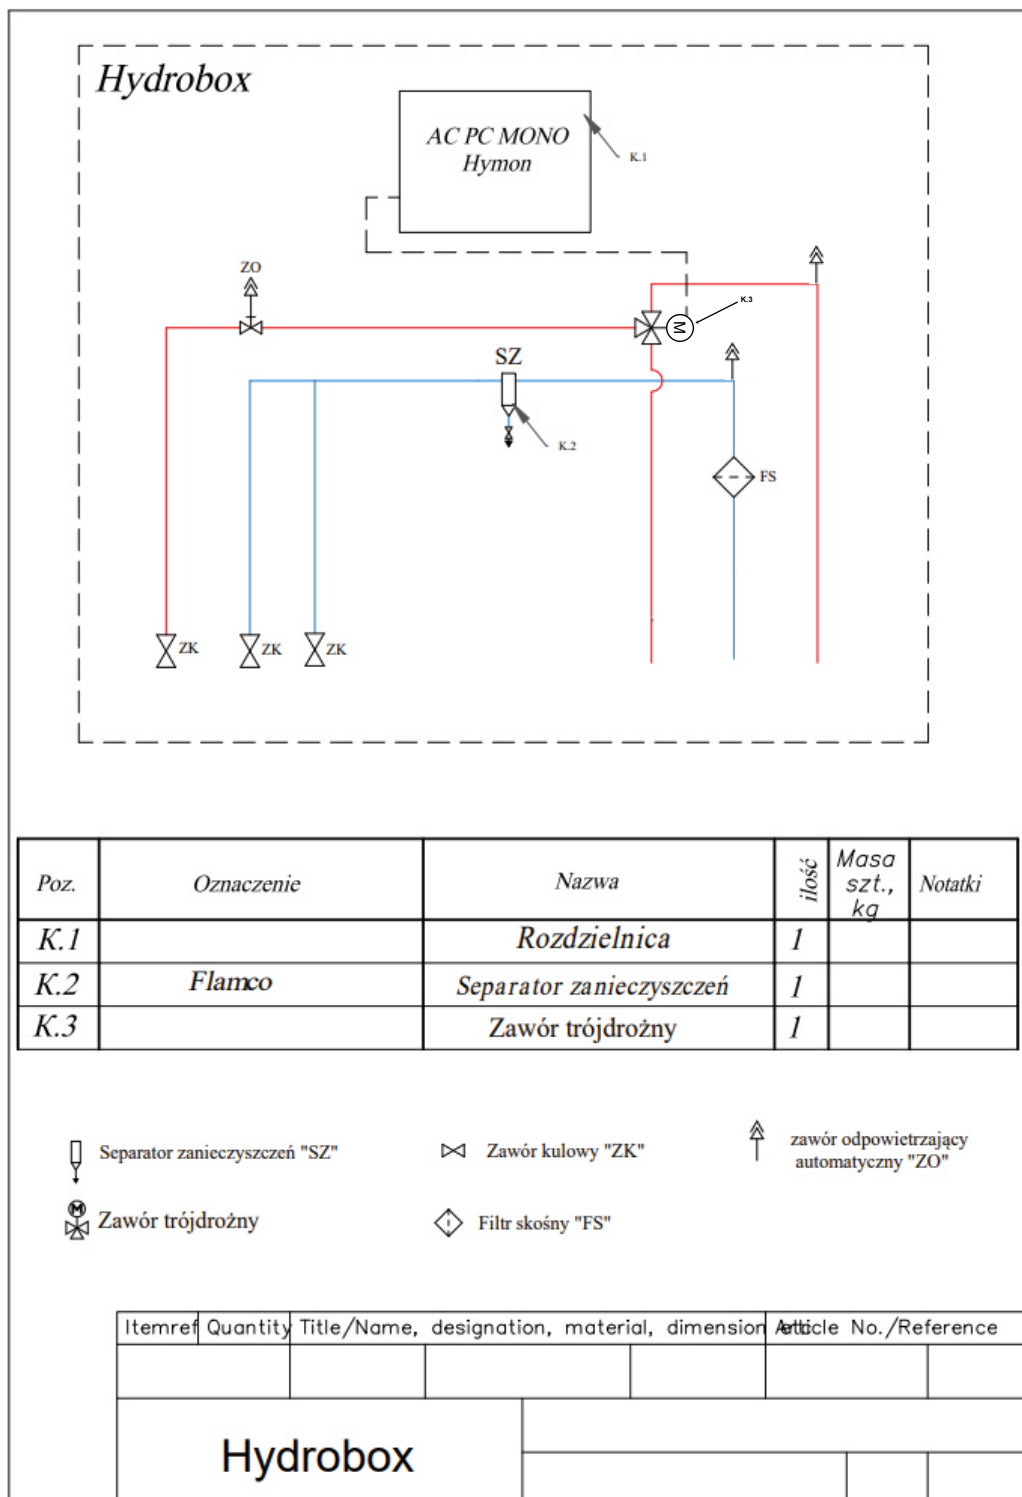 Hydrobox
AC PC MONO
Hymon
K.1
ZO
K.3
M
SZ
K.2
FS
ZK
ZK
ZK
Poz. Oznaczenie Nazwa ilość Masa szt., kg Notatki
K.1 Rozdzielnica 1
K.2 Flamco Separator zanieczyszczeń 1
K.3 Zawór trójdrożny 1
Separator zanieczyszczeń "SZ"
Zawór kulowy "ZK"
zawór odpowietrzający
automatyczny "ZO"
M
Zawór trójdrożny
Filtr skośny "FS"
Itemref Quantity Title/Name, designation, material, dimension etc Article No./Reference
Hydrobox